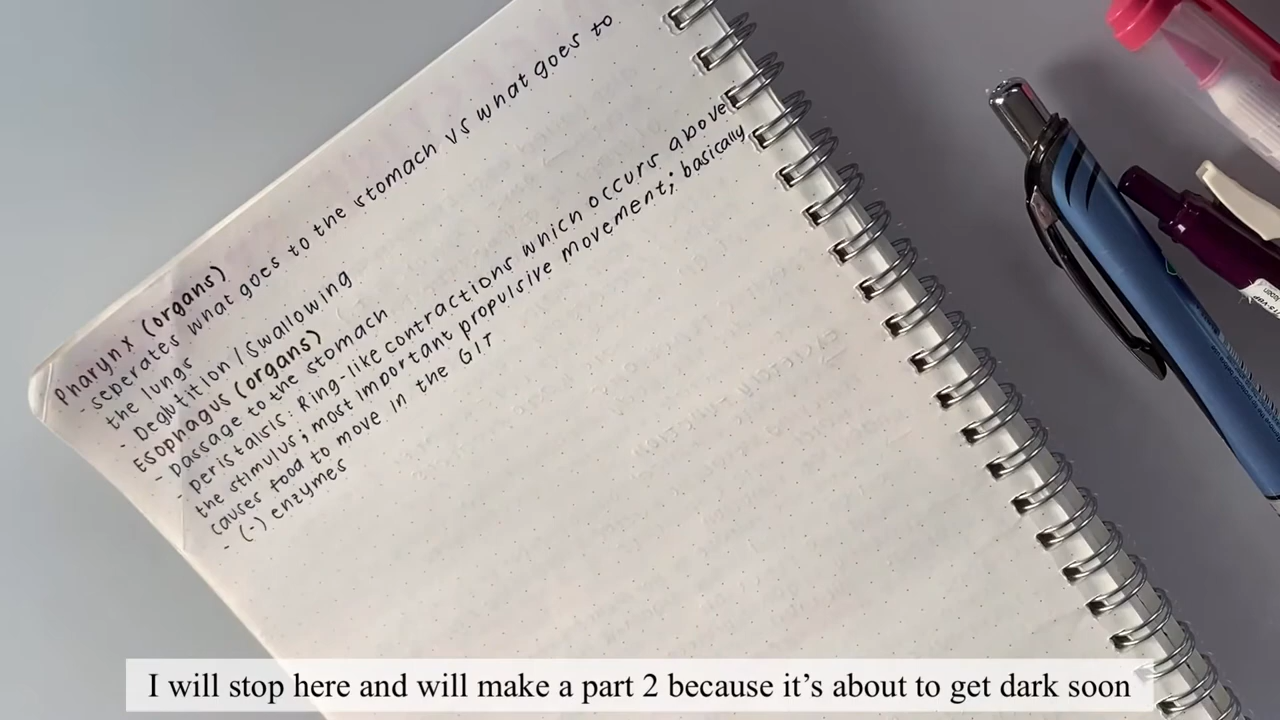 Pharynx (organs)
- seperates what goes to the stomach vs what goes to
the lungs
- Deglutition / Swallowing
Esophagus (organs)
- passage to the stomach
- peristalsis: Ring-like contractions which occurs above
the stimulus; most important propulsive movement; basically
causes food to move in the GIT
- (-) enzymes
I will stop here and will make a part 2 because it's about to get dark soon